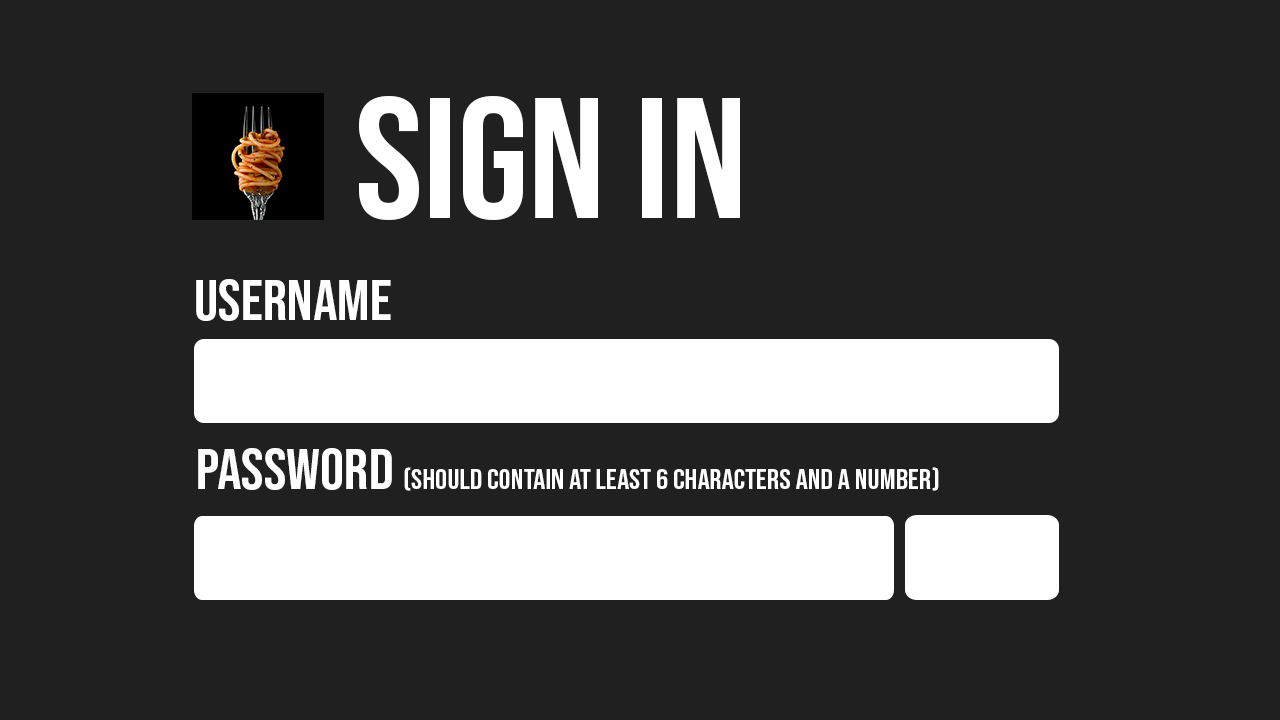 SIGN IN
USERNAME
PASSWORD (SHOULD CONTAIN AT LEAST 6 CHARACTERS AND A NUMBER)